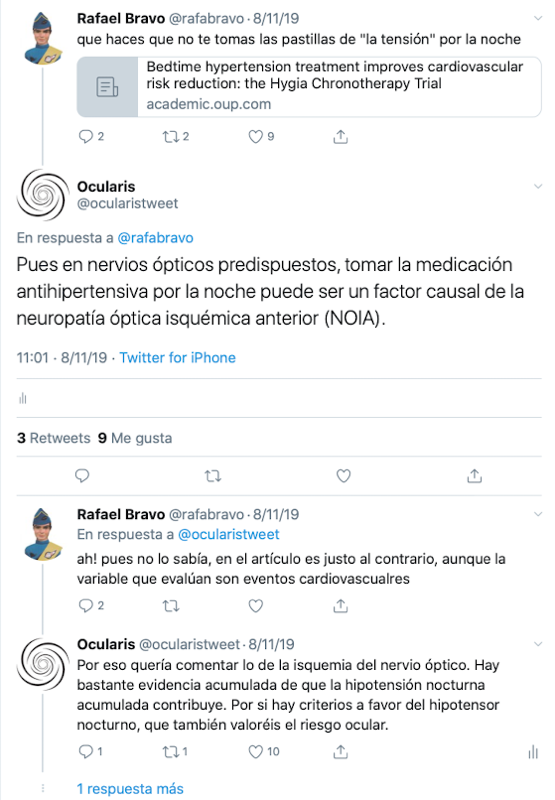 Rafael Bravo @rafabravo · 8/11/19
que haces que no te tomas las pastillas de "la tensión" por la noche
Bedtime hypertension treatment improves cardiovascular
risk reduction: the Hygia Chronotherapy Trial
academic.oup.com
2 2 9
Ocularis
@ocularistweet
En respuesta a @rafabravo
Pues en nervios ópticos predispuestos, tomar la medicación
antihipertensiva por la noche puede ser un factor causal de la
neuropatía óptica isquémica anterior (NOIA).
11:01 · 8/11/19 · Twitter for iPhone
3 Retweets 9 Me gusta
Rafael Bravo @rafabravo · 8/11/19
En respuesta a @ocularistweet
ah! pues no lo sabía, en el artículo es justo al contrario, aunque la
variable que evalúan son eventos cardiovascualres
2
Ocularis @ocularistweet · 8/11/19
Por eso quería comentar lo de la isquemia del nervio óptico. Hay
bastante evidencia acumulada de que la hipotensión nocturna
acumulada contribuye. Por si hay criterios a favor del hipotensor
nocturno, que también valoréis el riesgo ocular.
1 1 10
1 respuesta más